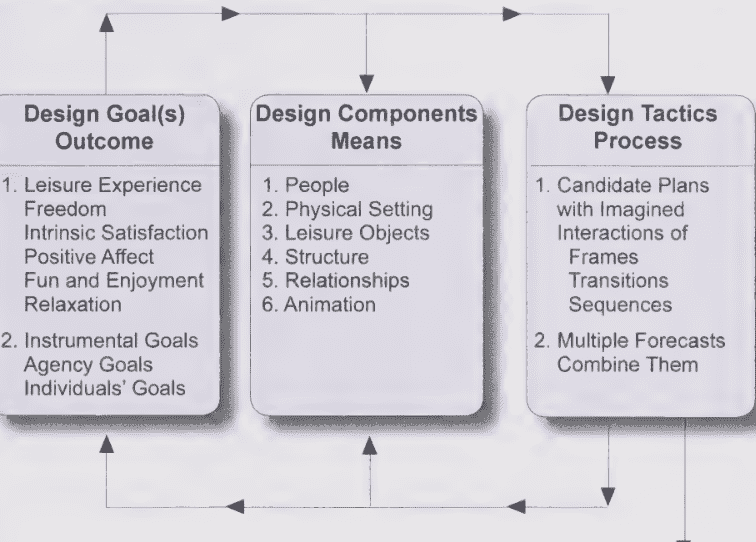 Design Goal(s)
Outcome
1. Leisure Experience
Freedom
Intrinsic Satisfaction
Positive Affect
Fun and Enjoyment
Relaxation
2. Instrumental Goals
Agency Goals
Individuals' Goals
Design Components
Means
1. People
2. Physical Setting
3. Leisure Objects
4. Structure
5. Relationships
6. Animation
Design Tactics
Process
1. Candidate Plans
with Imagined
Interactions of
Frames
Transitions
Sequences
2. Multiple Forecasts
Combine Them